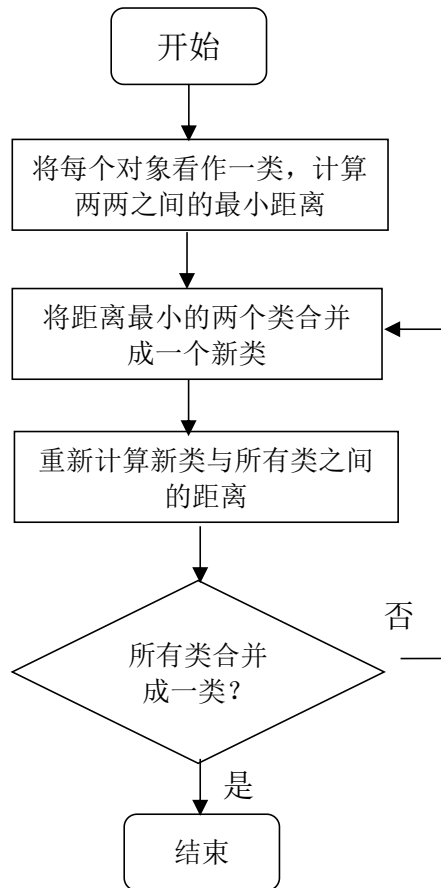 开始
将每个对象看作一类，计算
两两之间的最小距离
将距离最小的两个类合并
成一个新类
重新计算新类与所有类之间
的距离
否
所有类合并
成一类？
是
结束